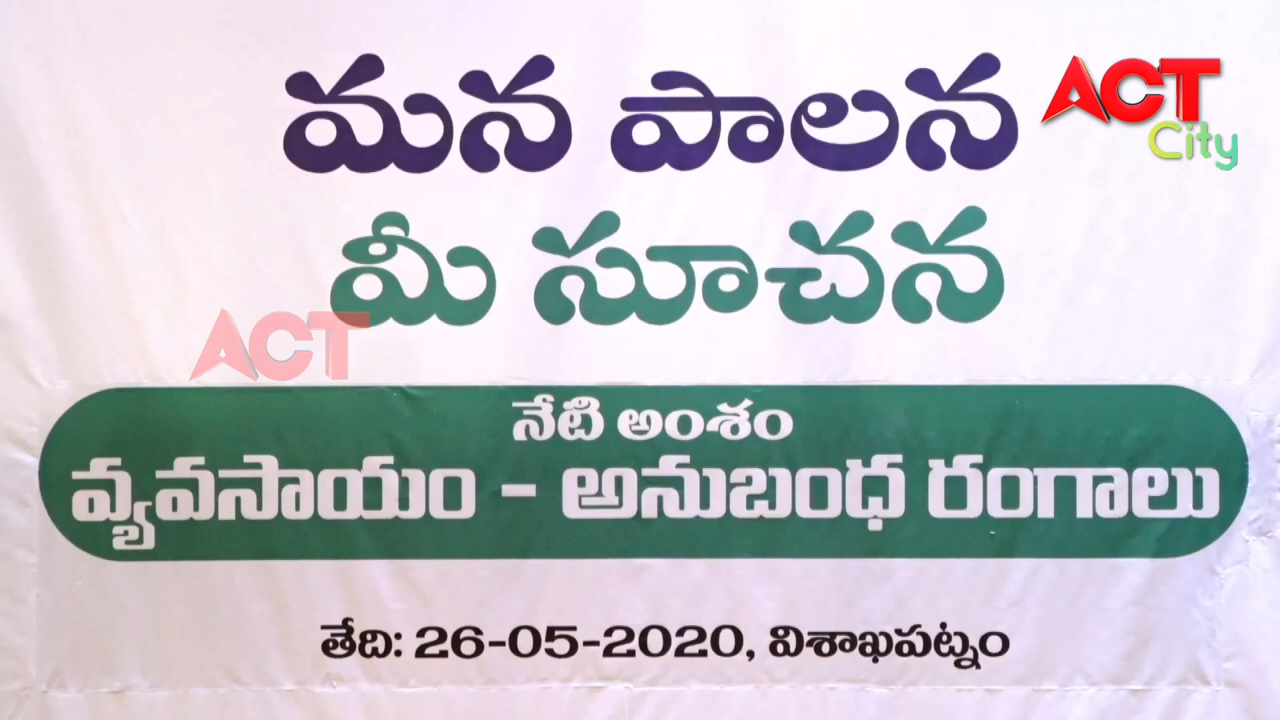 మన పాలన
ACT
City
మీ సూచన
ACT
నేటి అంశం
వ్యవసాయం - అనుబంధ రంగాలు
తేది: 26-05-2020, విశాఖపట్నం